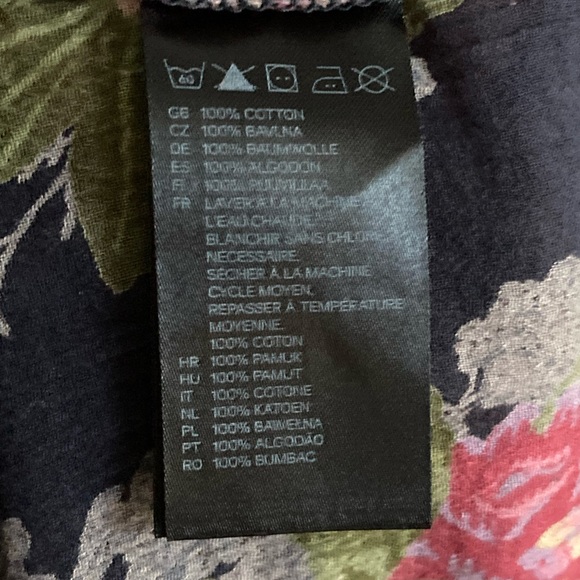 60
GB 100% COTTON
CZ 100% BAVLNA
DE 100% BAUMWOLLE
ES 100% ALGODON
FI 100% PUUVILLAA
FR LAVER À LA MACHINE
L'EAU CHAUDE.
BLANCHIR SANS CHLORE
NECESSAIRE.
SÉCHER À LA MACHINE
CYCLE MOYEN.
REPASSER À TEMPÉRATURE
MOYENNE.
100% COTON
HR 100% PAMUK
HU 100% PAMUT
IT 100% COTONE
NL 100% KATOEN
PL 100% BAWEŁNA
PT 100% ALGODÃO
RO 100% BUMBAC